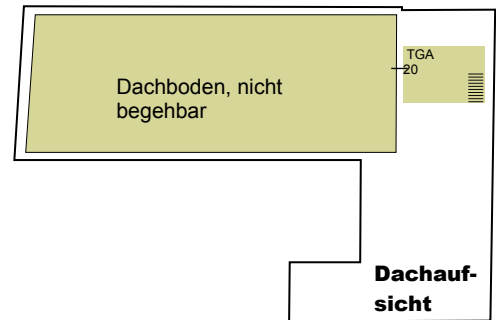 TGA
20
Dachboden, nicht
begehbar
Dachauf-
sicht